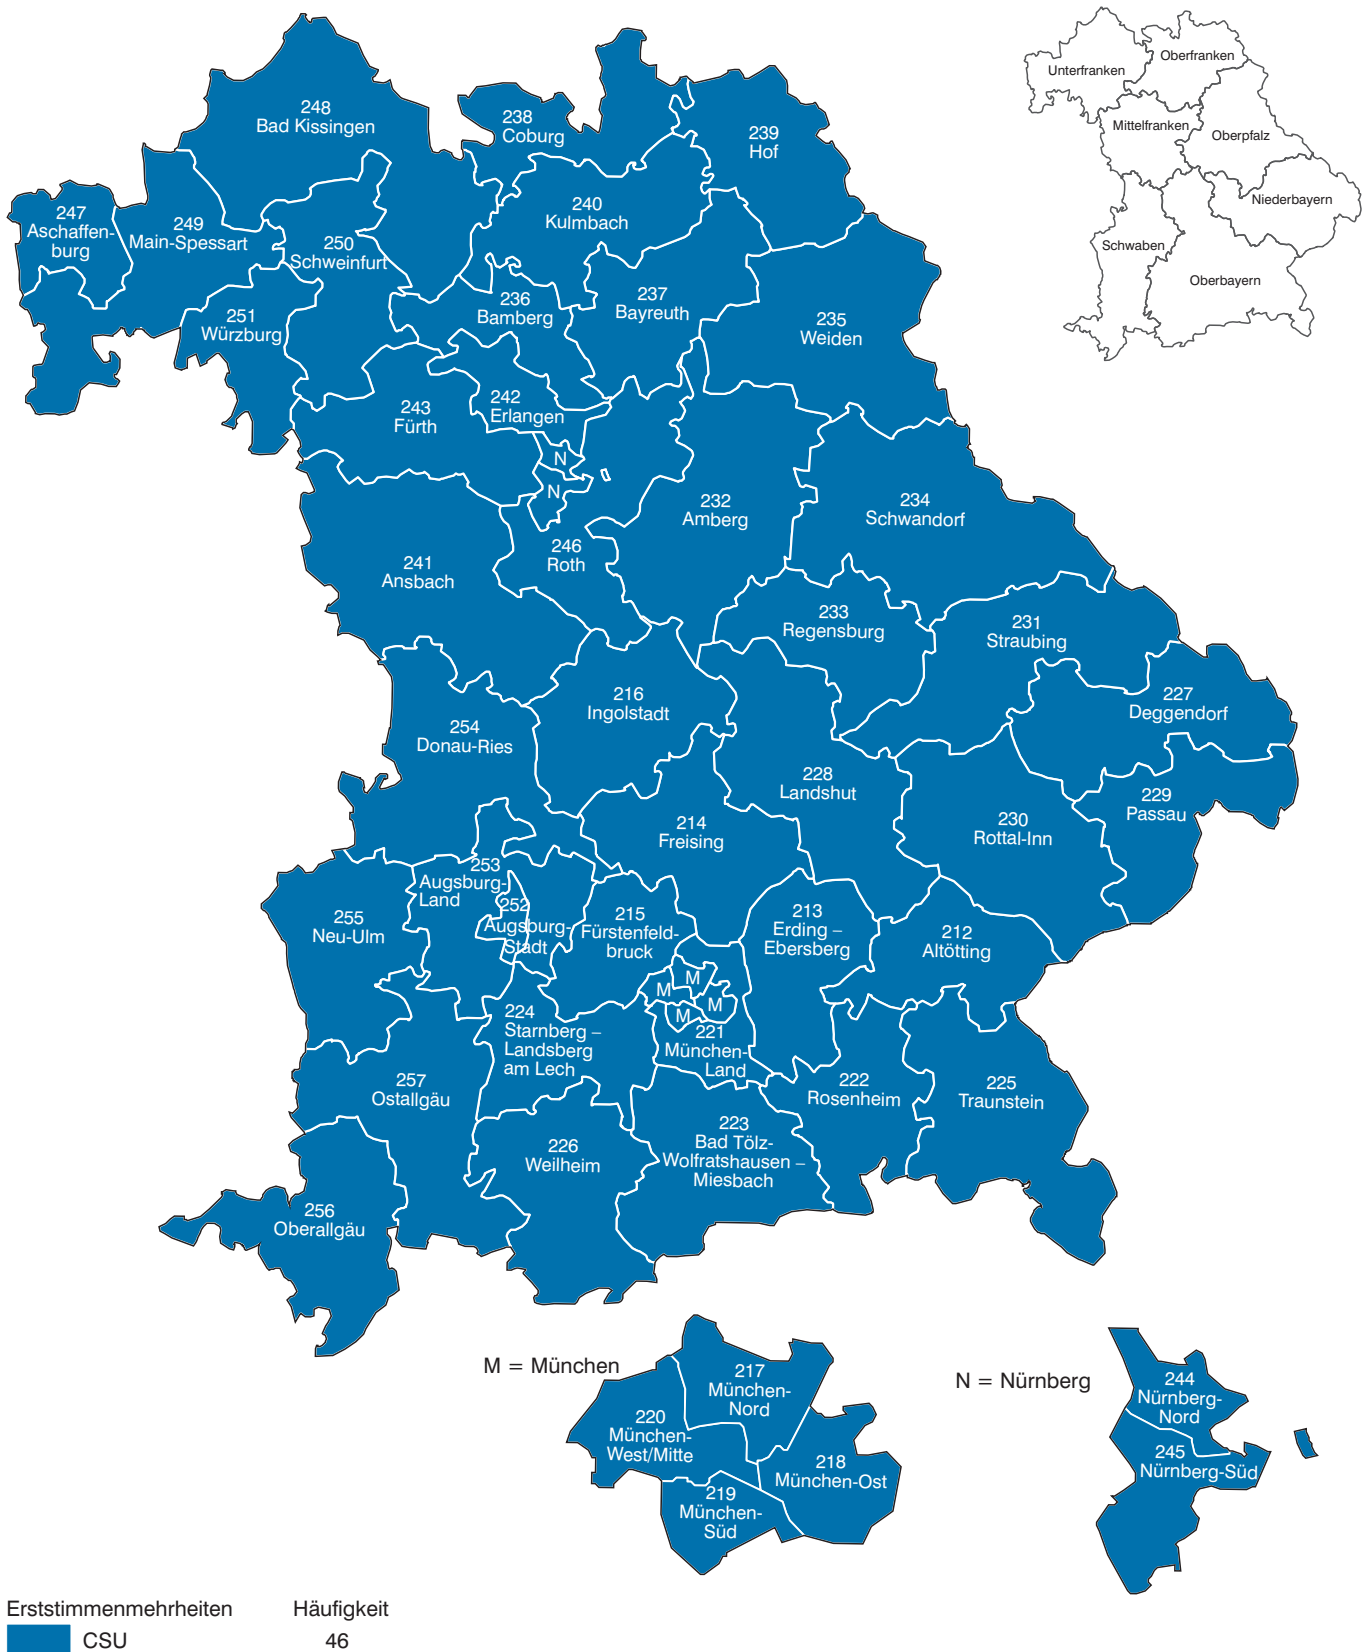 248
Bad Kissingen
238
Coburg
239
Hof
247
Aschaffen-
burg
249
Main-Spessart
250
Schweinfurt
240
Kulmbach
251
Würzburg
236
Bamberg
237
Bayreuth
235
Weiden
243
Fürth
242
Erlangen
N
N
232
Amberg
234
Schwandorf
241
Ansbach
246
Roth
233
Regensburg
231
Straubing
216
Ingolstadt
227
Deggendorf
254
Donau-Ries
228
Landshut
229
Passau
230
Rottal-Inn
214
Freising
253
Augsburg-
Land
252
Augsburg-
Stadt
255
Neu-Ulm
215
Fürstenfeld-
bruck
213
Erding –
Ebersberg
212
Altötting
M
M
M
M
224
Starnberg –
Landsberg
am Lech
221
München-
Land
257
Ostallgäu
222
Rosenheim
225
Traunstein
226
Weilheim
223
Bad Tölz-
Wolfratshausen –
Miesbach
256
Oberallgäu
Unterfranken
Oberfranken
Mittelfranken
Oberpfalz
Niederbayern
Schwaben
Oberbayern
M = München
217
München-
Nord
220
München-
West/Mitte
218
München-Ost
219
München-
Süd
N = Nürnberg
244
Nürnberg-
Nord
245
Nürnberg-Süd
Erststimmenmehrheiten Häufigkeit
CSU 46